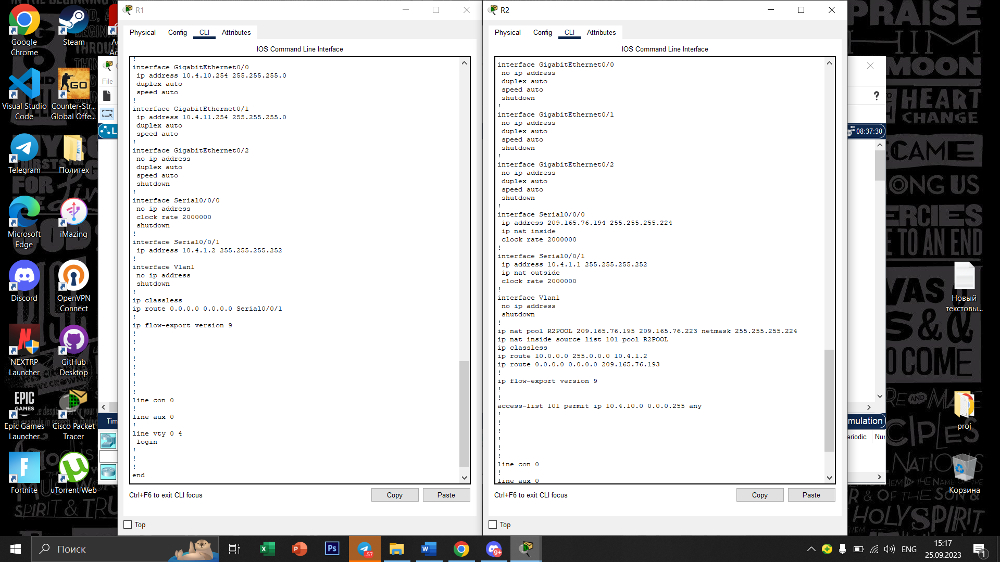 Google Chrome
Steam
Visual Studio Code
Counter-Str... Global Offe...
Telegram
Политех
Microsoft Edge
iMazing
Discord
OpenVPN Connect
NEXTRP Launcher
GitHub Desktop
Epic Games Launcher
Cisco Packet Tracer
Fortnite
uTorrent Web
File
Tim
R1
Physical Config CLI Attributes
IOS Command Line Interface
!
interface GigabitEthernet0/0
ip address 10.4.10.254 255.255.255.0
duplex auto
speed auto
!
interface GigabitEthernet0/1
ip address 10.4.11.254 255.255.255.0
duplex auto
speed auto
!
interface GigabitEthernet0/2
no ip address
duplex auto
speed auto
shutdown
!
interface Serial0/0/0
no ip address
clock rate 2000000
shutdown
!
interface Serial0/0/1
ip address 10.4.1.2 255.255.255.252
!
interface Vlan1
no ip address
shutdown
!
ip classless
ip route 0.0.0.0 0.0.0.0 Serial0/0/1
!
ip flow-export version 9
!
!
!
!
!
!
!
!
line con 0
!
line aux 0
!
line vty 0 4
login
!
!
!
end
Ctrl+F6 to exit CLI focus
Copy Paste
Top
R2
Physical Config CLI Attributes
IOS Command Line Interface
!
interface GigabitEthernet0/0
no ip address
duplex auto
speed auto
shutdown
!
interface GigabitEthernet0/1
no ip address
duplex auto
speed auto
shutdown
!
interface GigabitEthernet0/2
no ip address
duplex auto
speed auto
shutdown
!
interface Serial0/0/0
ip address 209.165.76.194 255.255.255.224
ip nat inside
clock rate 2000000
!
interface Serial0/0/1
ip address 10.4.1.1 255.255.255.252
ip nat outside
clock rate 2000000
!
interface Vlan1
no ip address
shutdown
!
ip nat pool R2POOL 209.165.76.195 209.165.76.223 netmask 255.255.255.224
ip nat inside source list 101 pool R2POOL
ip classless
ip route 10.0.0.0 255.0.0.0 10.4.1.2
ip route 0.0.0.0 0.0.0.0 209.165.76.193
!
ip flow-export version 9
!
!
access-list 101 permit ip 10.4.10.0 0.0.0.255 any
!
!
!
!
!
!
line con 0
!
line aux 0
Ctrl+F6 to exit CLI focus
Copy Paste
Top
?
08:37:30
mulation
eriodic
PRAISE
HIM
MOON
HEART
CHANGE
CAME
ONG US
ERCIES
TO AN END
COME
Новый текстовы...
proj
Корзина
Поиск
57
9+
ENG
15:17
25.09.2023
1